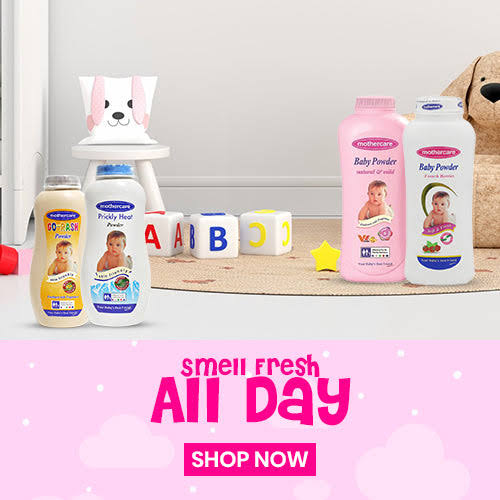 mothercare
GO-RASH
Powder
mothercare
Prickly Heat
Powder
A
B
mothercare
Baby Powder
natural & mild
mothercare
Baby Powder
French Berries
Smell Fresh
All Day
SHOP NOW